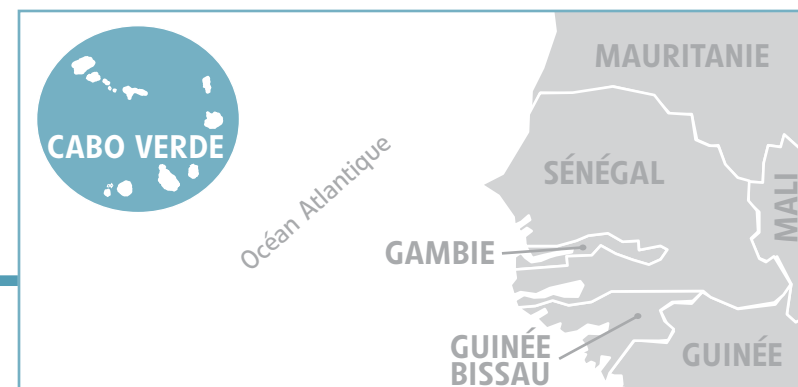 MAURITANIE
CABO VERDE
Océan Atlantique
SÉNÉGAL
MALI
GAMBIE
GUINÉE
BISSAU
GUINÉE